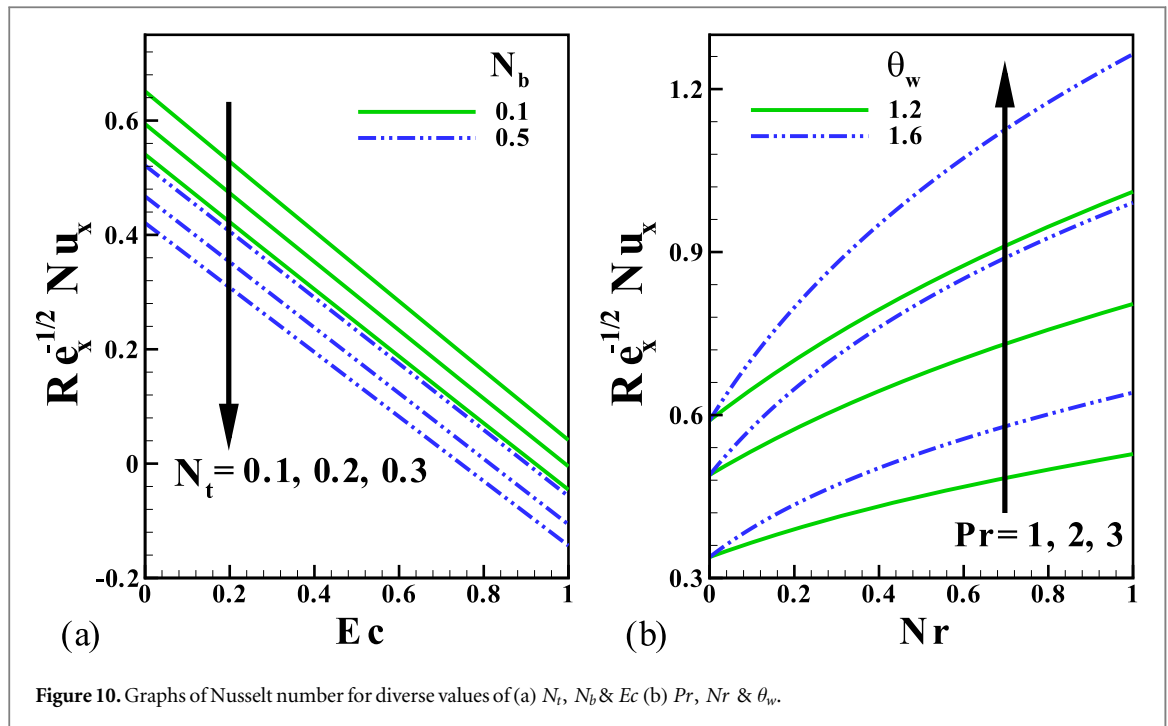 N_b
0.1
0.5
0.6
0.4
0.2
0
-0.2
Re_x^{-1/2} Nu_x
N_t = 0.1, 0.2, 0.3
0 0.2 0.4 0.6 0.8 1
(a) Ec
θ_w
1.2
1.6
1.2
0.9
0.6
0.3
Re_x^{-1/2} Nu_x
Pr = 1, 2, 3
0 0.2 0.4 0.6 0.8 1
(b) Nr
Figure 10. Graphs of Nusselt number for diverse values of (a) N_t, N_b & Ec (b) Pr, Nr & θ_w.